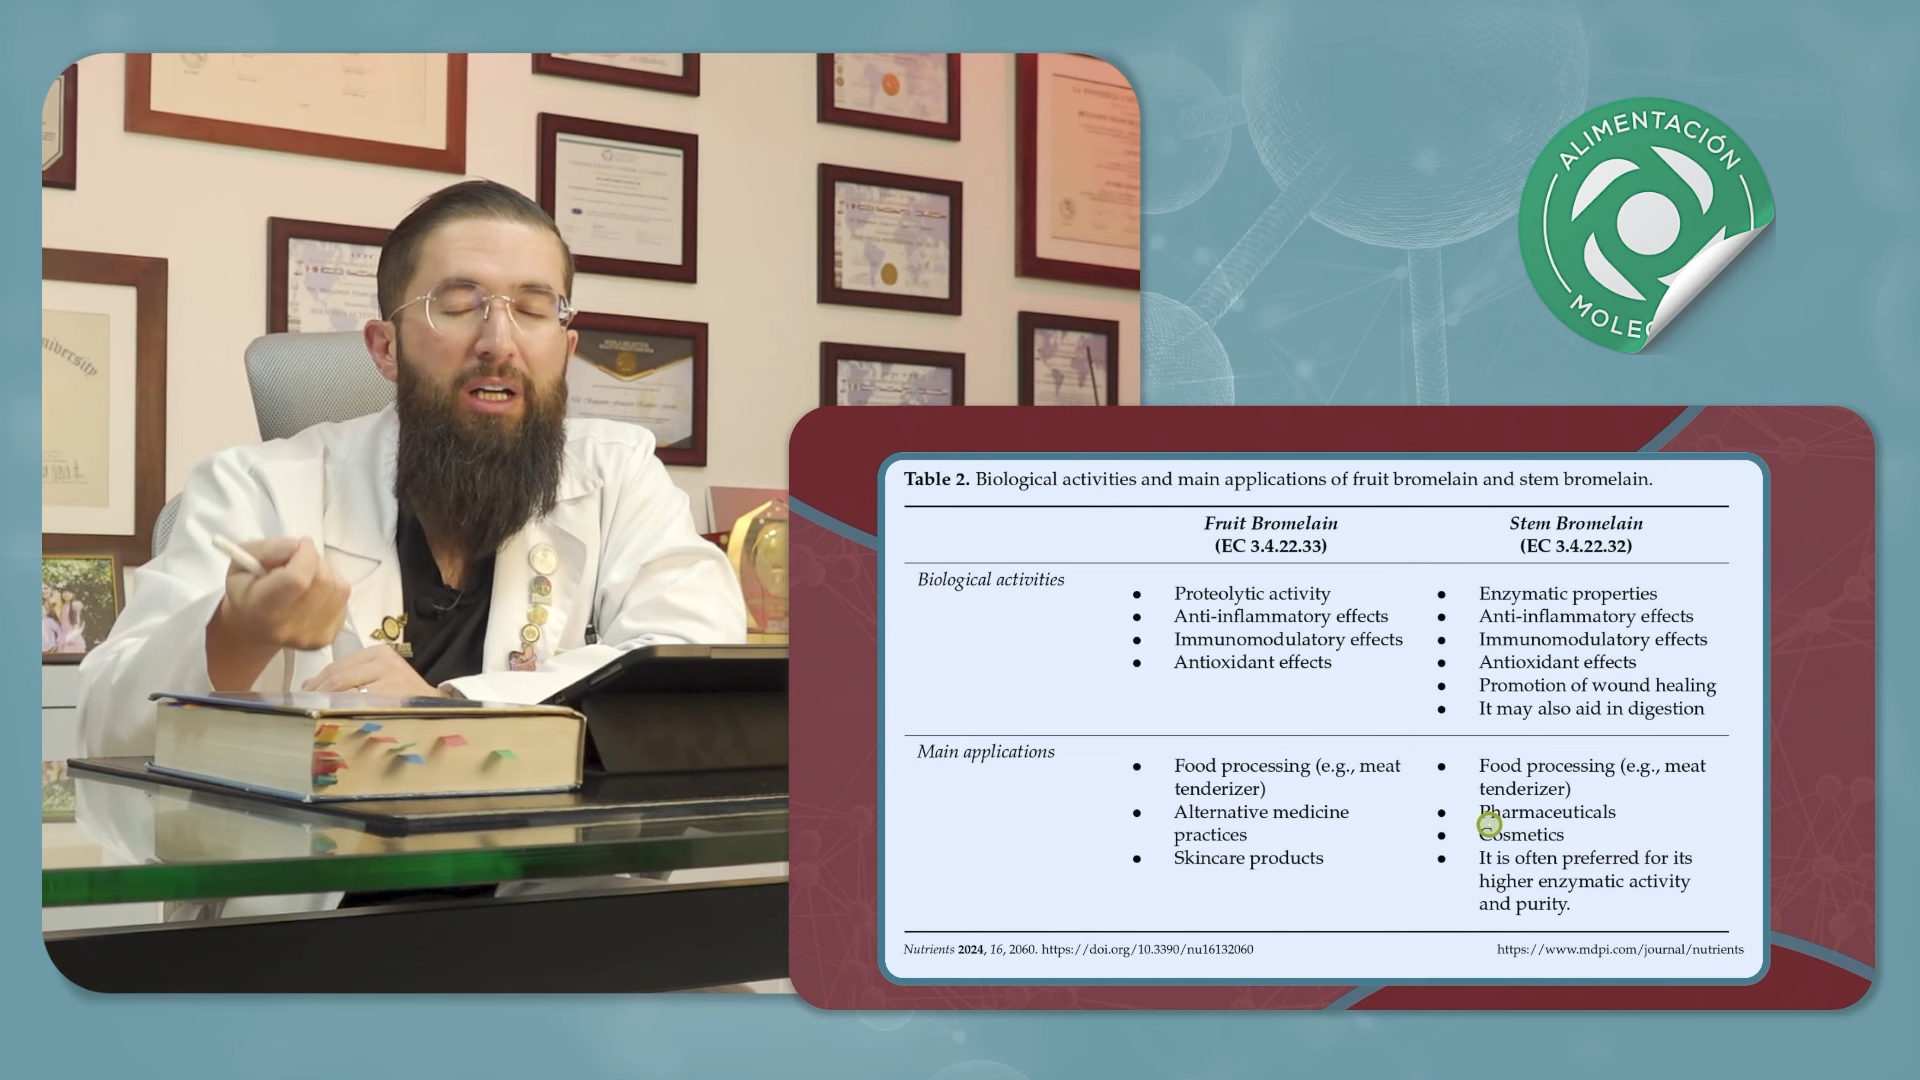 ALIMENTACIÓN
Table 2. Biological activities and main applications of fruit bromelain and stem bromelain.
Fruit Bromelain
(EC 3.4.22.33)
Stem Bromelain
(EC 3.4.22.32)
Biological activities
● Proteolytic activity
● Anti-inflammatory effects
● Immunomodulatory effects
● Antioxidant effects
● Enzymatic properties
● Anti-inflammatory effects
● Immunomodulatory effects
● Antioxidant effects
● Promotion of wound healing
● It may also aid in digestion
Main applications
● Food processing (e.g., meat
tenderizer)
● Alternative medicine
practices
● Skincare products
● Food processing (e.g., meat
tenderizer)
● Pharmaceuticals
● Cosmetics
● It is often preferred for its
higher enzymatic activity
and purity.
Nutrients 2024, 16, 2060. https://doi.org/10.3390/nu16132060
https://www.mdpi.com/journal/nutrients